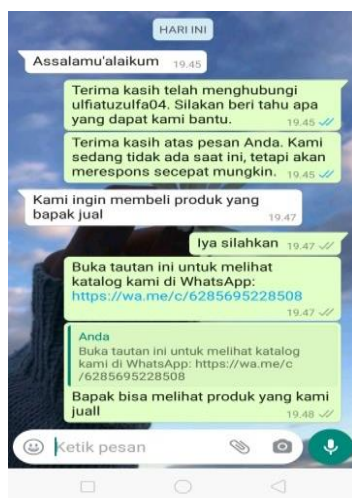 HARI INI
Assalamu'alaikum 19.45
Terima kasih telah menghubungi
ulfiatuzulfa04. Silakan beri tahu apa
yang dapat kami bantu. 19.45
Terima kasih atas pesan Anda. Kami
sedang tidak ada saat ini, tetapi akan
merespons secepat mungkin. 19.45
Kami ingin membeli produk yang
bapak jual 19.47
Iya silahkan 19.47
Buka tautan ini untuk melihat
katalog kami di WhatsApp:
https://wa.me/c/6285695228508
19.47
Anda
Buka tautan ini untuk melihat katalog
kami di WhatsApp: https://wa.me/c
/6285695228508
Bapak bisa melihat produk yang kami
juall 19.48
Ketik pesan